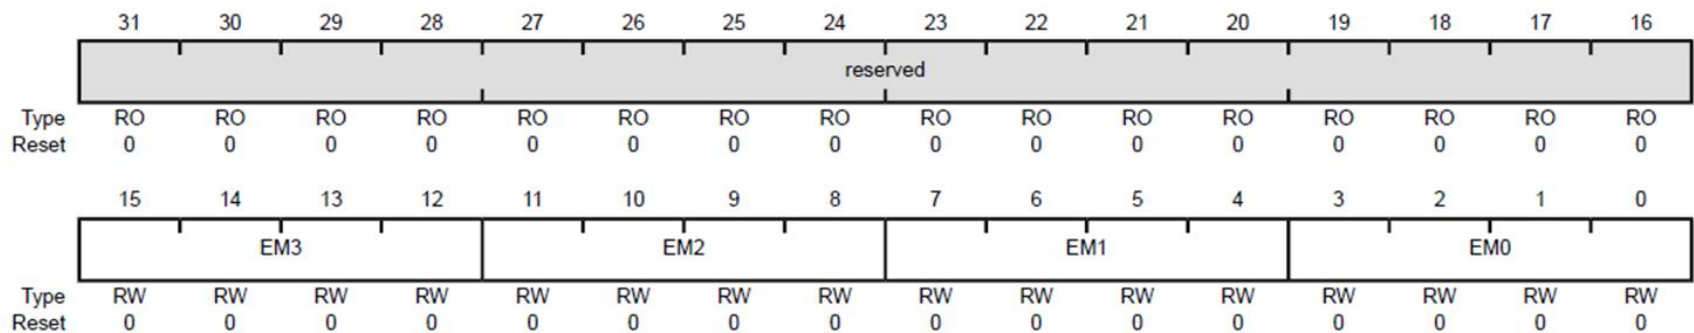 31 30 29 28 27 26 25 24 23 22 21 20 19 18 17 16
reserved
Type RO RO RO RO RO RO RO RO RO RO RO RO RO RO RO RO
Reset 0 0 0 0 0 0 0 0 0 0 0 0 0 0 0 0
15 14 13 12 11 10 9 8 7 6 5 4 3 2 1 0
EM3 EM2 EM1 EM0
Type RW RW RW RW RW RW RW RW RW RW RW RW RW RW RW RW
Reset 0 0 0 0 0 0 0 0 0 0 0 0 0 0 0 0